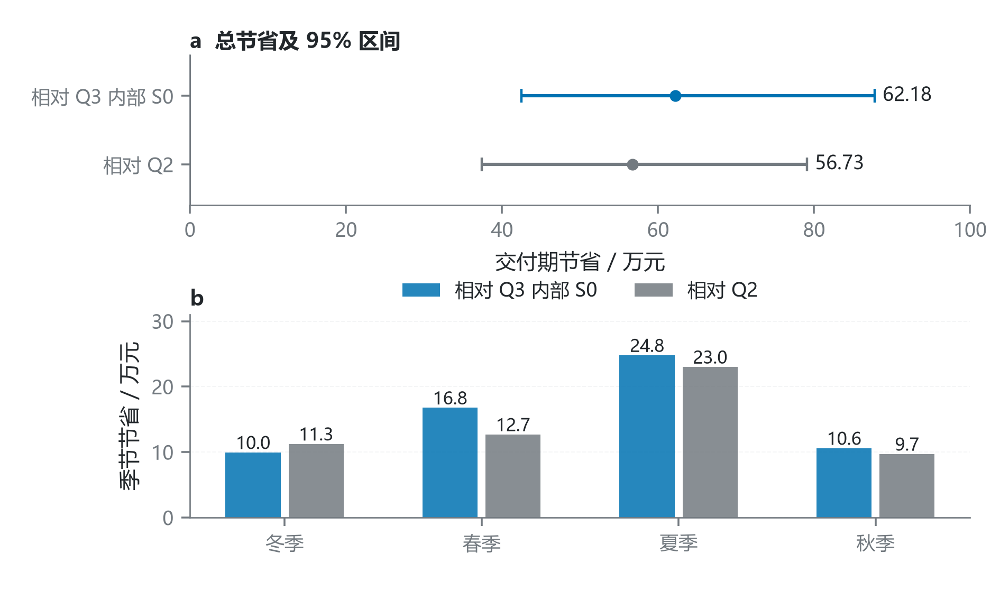 a 总节省及 95% 区间
相对 Q3 内部 S0
62.18
相对 Q2
56.73
0 20 40 60 80 100
交付期节省 / 万元
相对 Q3 内部 S0 相对 Q2
b
季节节省 / 万元
30
20
10
0
10.0 11.3
16.8 12.7
24.8 23.0
10.6 9.7
冬季 春季 夏季 秋季